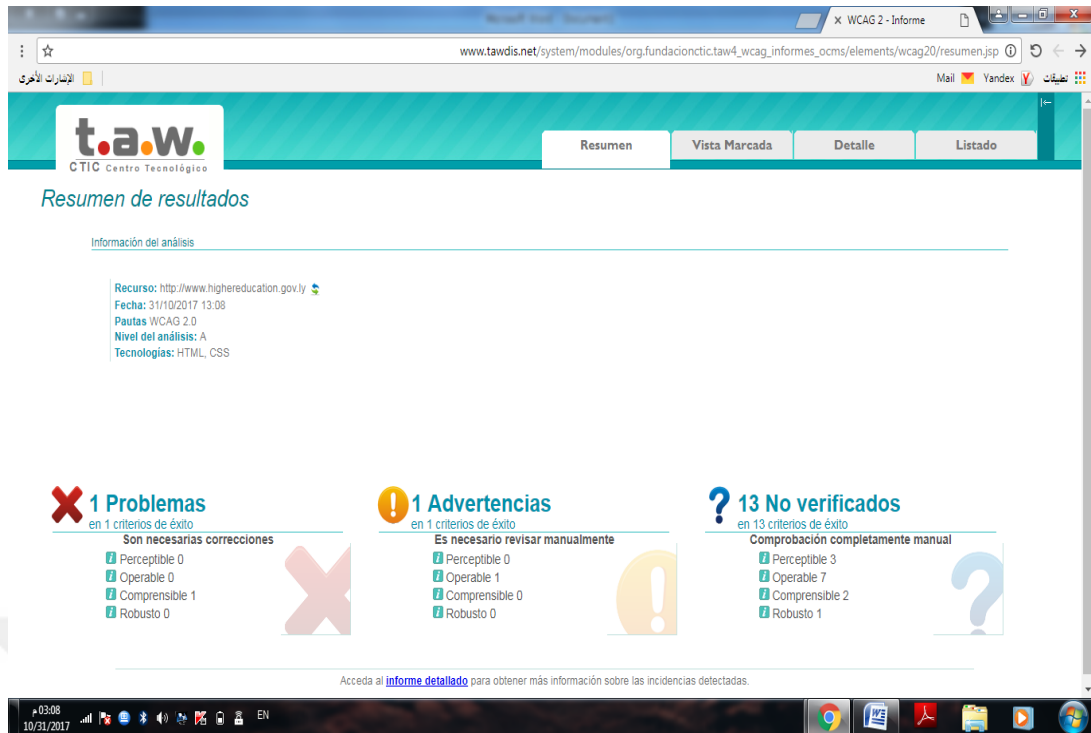 WCAG 2 - Informe
www.tawdis.net/system/modules/org.fundacionctic.taw4_wcag_informes_ocms/elements/wcag20/resumen.jsp
الإشارات الأخرى
Mail Yandex تطبيقات
t.a.w.
CTIC Centro Tecnológico
Resumen Vista Marcada Detalle Listado
Resumen de resultados
Información del análisis
Recurso: http://www.highereducation.gov.ly
Fecha: 31/10/2017 13:08
Pautas WCAG 2.0
Nivel del análisis: A
Tecnologías: HTML, CSS
1 Problemas
en 1 criterios de éxito
Son necesarias correcciones
Perceptible 0
Operable 0
Comprensible 1
Robusto 0
1 Advertencias
en 1 criterios de éxito
Es necesario revisar manualmente
Perceptible 0
Operable 1
Comprensible 0
Robusto 0
13 No verificados
en 13 criterios de éxito
Comprobación completamente manual
Perceptible 3
Operable 7
Comprensible 2
Robusto 1
Acceda al informe detallado para obtener más información sobre las incidencias detectadas.
03:08 م
10/31/2017
EN